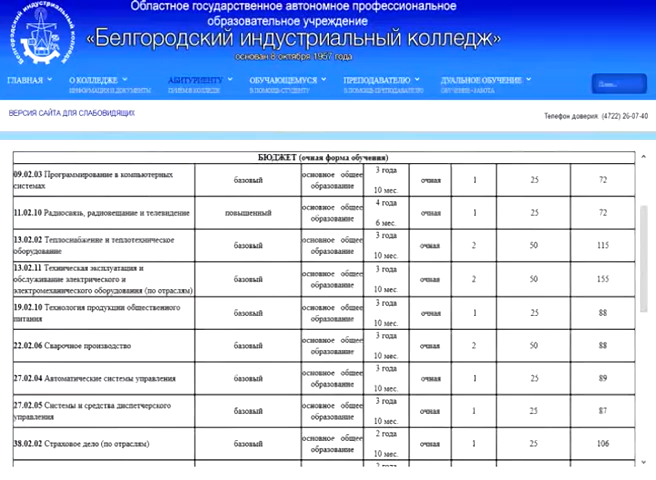 Областное государственное автономное профессиональное
образовательное учреждение
«Белгородский индустриальный колледж»
основан 8 октября 1957 года
Белгородский индустриальный колледж
ГЛАВНАЯ О КОЛЛЕДЖЕ АБИТУРИЕНТУ ОБУЧАЮЩЕМУСЯ ПРЕПОДАВАТЕЛЮ ДУАЛЬНОЕ ОБУЧЕНИЕ
ИНФОРМАЦИЯ И ДОКУМЕНТЫ ПРИЁМ В КОЛЛЕДЖ В ПОМОЩЬ СТУДЕНТУ В ПОМОЩЬ ПРЕПОДАВАТЕЛЮ ОБУЧЕНИЕ - РАБОТА
ВЕРСИЯ САЙТА ДЛЯ СЛАБОВИДЯЩИХ
Телефон доверия: (4722) 26-07-40
БЮДЖЕТ (очная форма обучения)
09.02.03 Программирование в компьютерных
системах
базовый
основное общее
образование
3 года
10 мес.
очная 1 25 72
11.02.10 Радиосвязь, радиовещание и телевидение
повышенный
основное общее
образование
4 года
6 мес.
очная 1 25 72
13.02.02 Теплоснабжение и теплотехническое
оборудование
базовый
основное общее
образование
3 года
10 мес.
очная 2 50 115
13.02.11 Техническая эксплуатация и
обслуживание электрического и
электромеханического оборудования (по отраслям)
базовый
основное общее
образование
3 года
10 мес.
очная 2 50 155
19.02.10 Технология продукции общественного
питания
базовый
основное общее
образование
3 года
10 мес.
очная 1 25 88
22.02.06 Сварочное производство
базовый
основное общее
образование
3 года
10 мес.
очная 2 50 88
27.02.04 Автоматические системы управления
базовый
основное общее
образование
3 года
10 мес.
очная 1 25 89
27.02.05 Системы и средства диспетчерского
управления
базовый
основное общее
образование
3 года
10 мес.
очная 1 25 87
38.02.02 Страховое дело (по отраслям)
базовый
основное общее
образование
2 года
10 мес.
очная 1 25 106